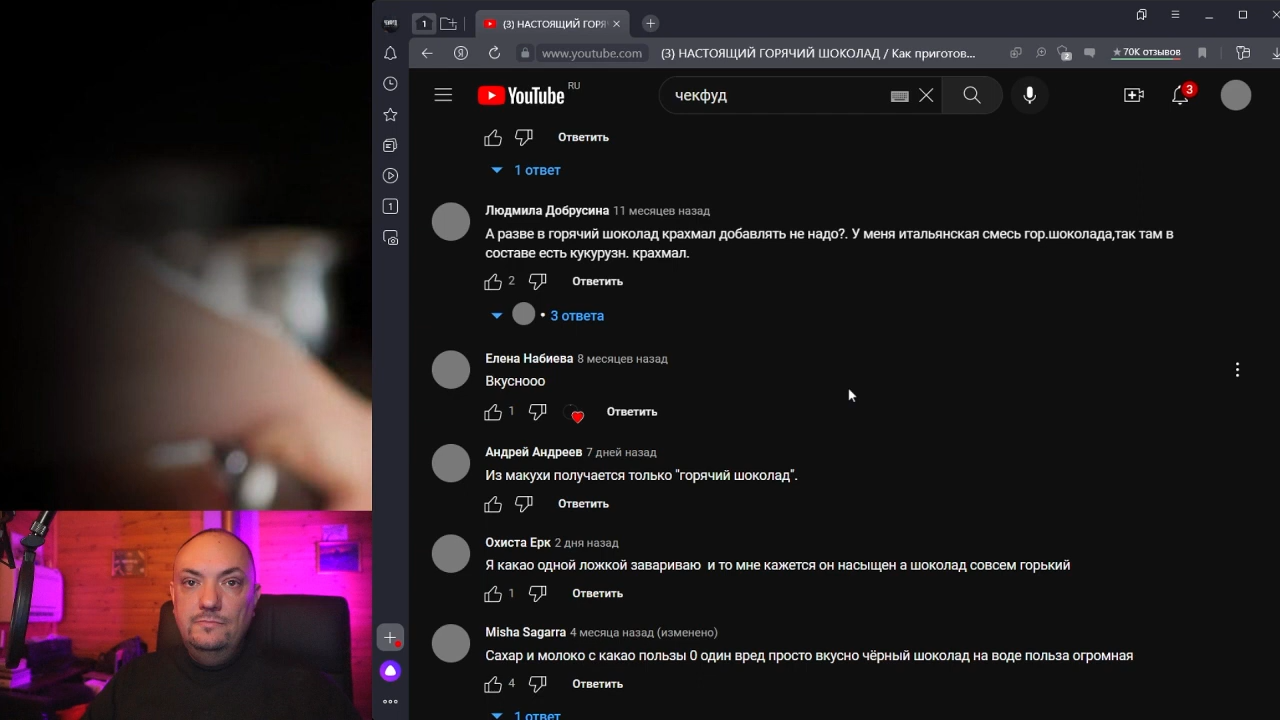 1
(3) НАСТОЯЩИЙ ГОРЯ
www.youtube.com
(3) НАСТОЯЩИЙ ГОРЯЧИЙ ШОКОЛАД / Как приготов...
2
★ 70K отзывов
YouTube RU
чекфуд
3
Ответить
1 ответ
1
Людмила Добрусина 11 месяцев назад
А разве в горячий шоколад крахмал добавлять не надо?. У меня итальянская смесь гор.шоколада,так там в
составе есть кукурузн. крахмал.
2 Ответить
• 3 ответа
Елена Набиева 8 месяцев назад
Вкуснооо
1 Ответить
Андрей Андреев 7 дней назад
Из макухи получается только "горячий шоколад".
Ответить
Охиста Ерк 2 дня назад
Я какао одной ложкой завариваю и то мне кажется он насыщен а шоколад совсем горький
1 Ответить
Misha Sagarra 4 месяца назад (изменено)
Сахар и молоко с какао пользы 0 один вред просто вкусно чёрный шоколад на воде польза огромная
4 Ответить
1 ответ